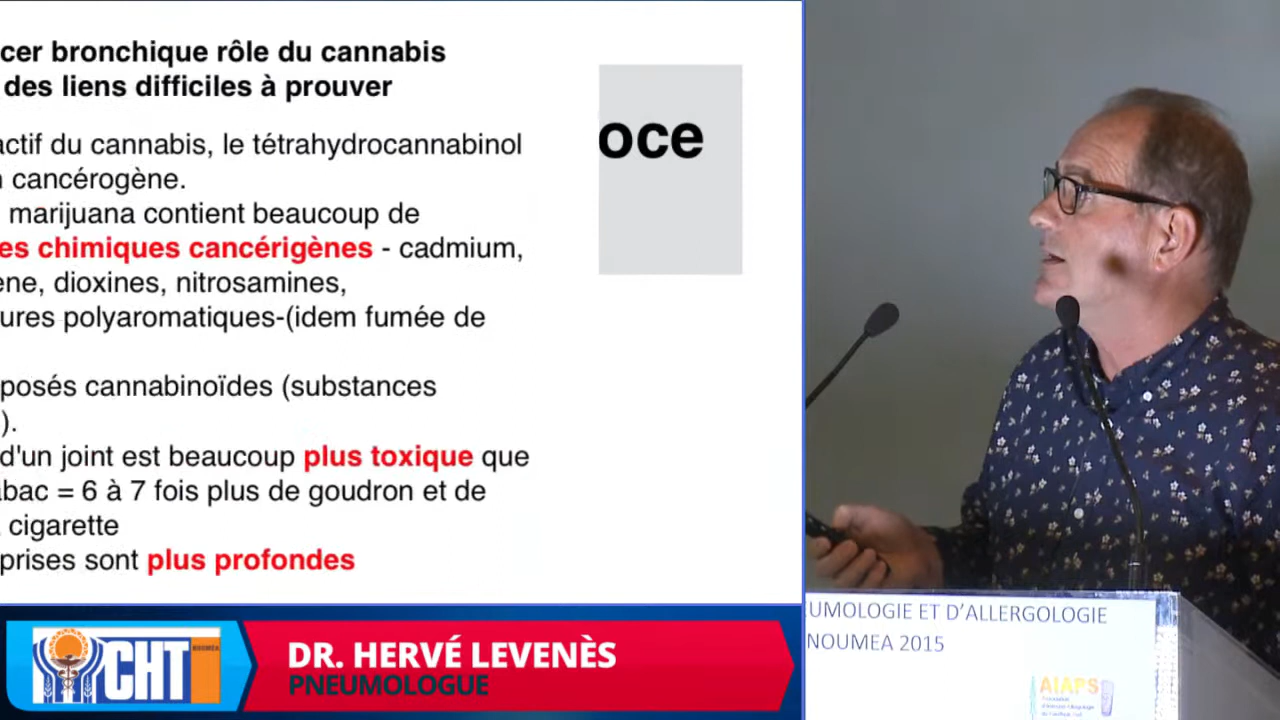 cer bronchique rôle du cannabis
des liens difficiles à prouver
actif du cannabis, le tétrahydrocannabinol
n cancérogène.
marijuana contient beaucoup de
es chimiques cancérigènes - cadmium,
ène, dioxines, nitrosamines,
ures polyaromatiques-(idem fumée de
posés cannabinoïdes (substances
).
d'un joint est beaucoup plus toxique que
abac = 6 à 7 fois plus de goudron et de
cigarette
prises sont plus profondes
oce
CHT
NOUMEA
DR. HERVÉ LEVENÈS
PNEUMOLOGUE
UMOLOGIE ET D'ALLERGOLOGIE
NOUMEA 2015
AIAPS